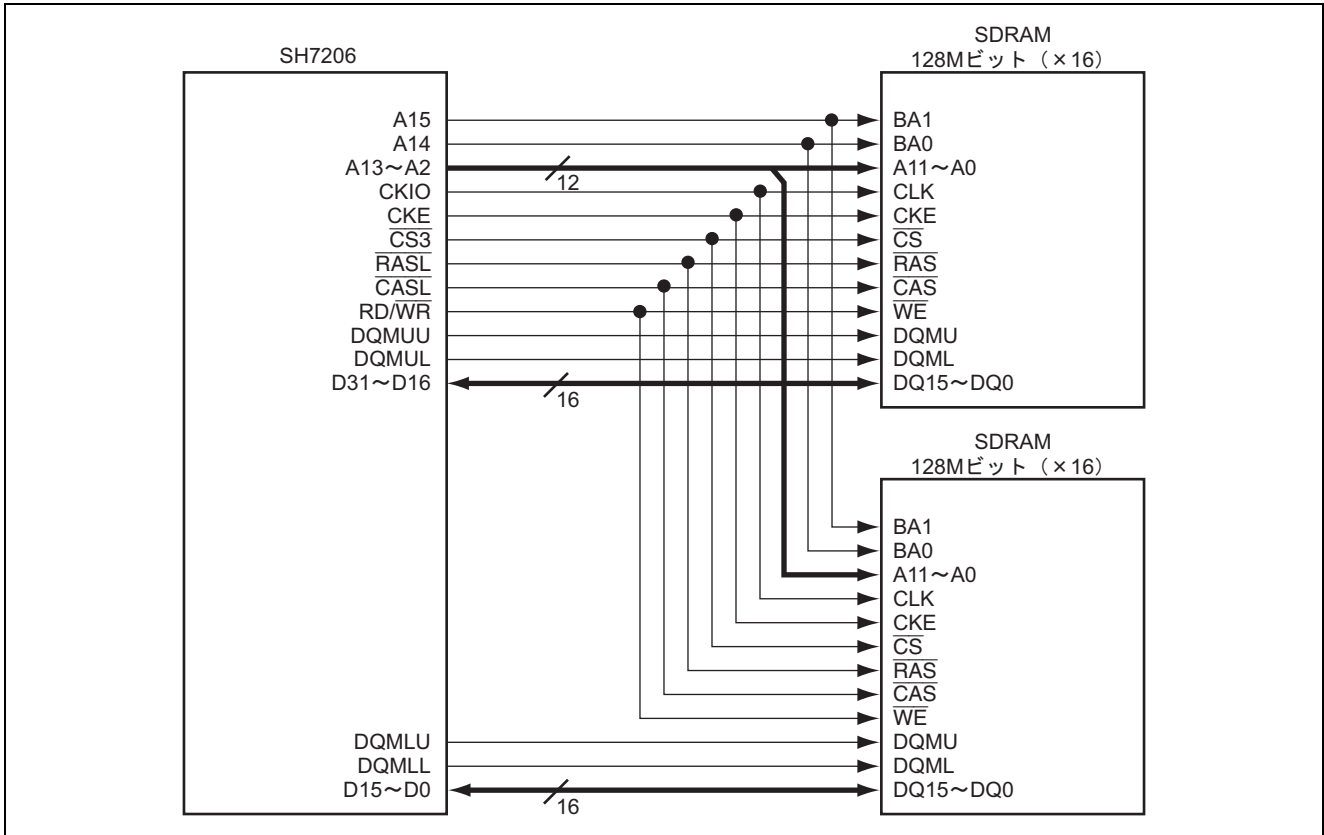 SH7206
A15
A14
A13～A2
CKIO
CKE
CS3
RASL
CASL
RD/WR
DQMUU
DQMUL
D31～D16
DQMLU
DQMLL
D15～D0
12
16
16
SDRAM
128Mビット（×16）
BA1
BA0
A11～A0
CLK
CKE
CS
RAS
CAS
WE
DQMU
DQML
DQ15～DQ0
SDRAM
128Mビット（×16）
BA1
BA0
A11～A0
CLK
CKE
CS
RAS
CAS
WE
DQMU
DQML
DQ15～DQ0